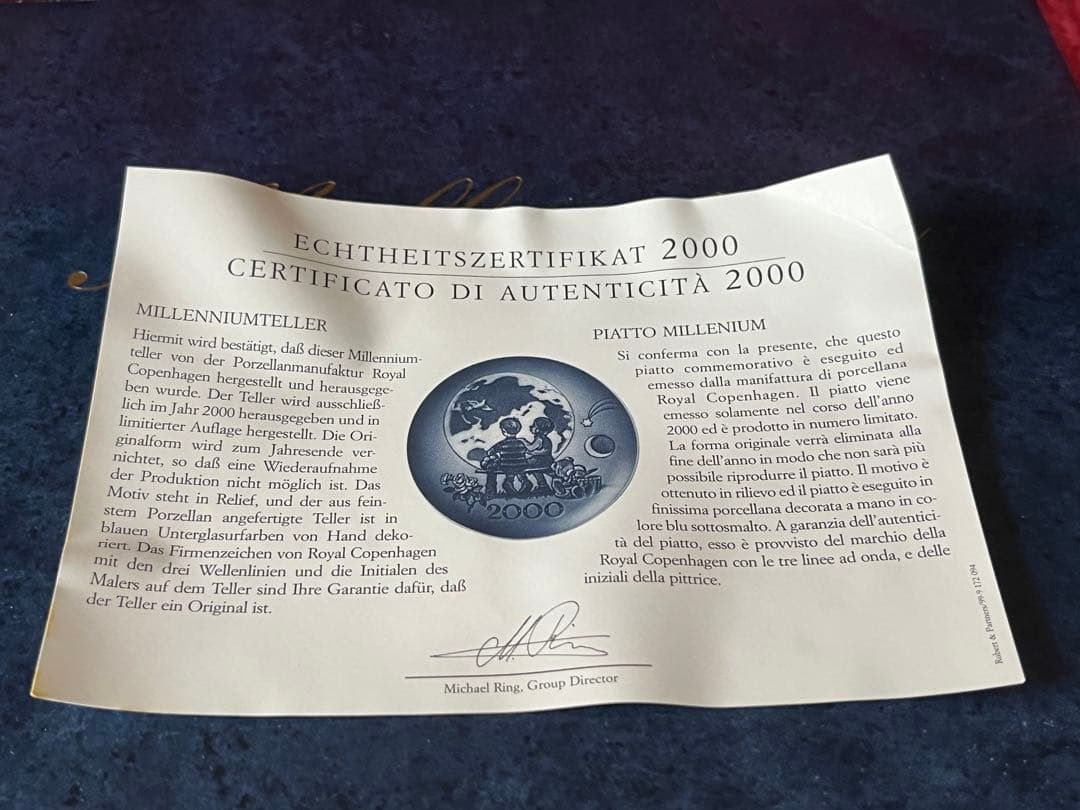 ECHTHEITSZERTIFIKAT 2000
CERTIFICATO DI AUTENTICITÀ 2000
MILLENNIUMTELLER
Hiermit wird bestätigt, daß dieser Millennium-
teller von der Porzellanmanufaktur Royal
Copenhagen hergestellt und herausgege-
ben wurde. Der Teller wird ausschließ-
lich im Jahr 2000 herausgegeben und in
limitierter Auflage hergestellt. Die Ori-
ginalform wird zum Jahresende ver-
nichtet, so daß eine Wiederaufnahme
der Produktion nicht möglich ist. Das
Motiv steht in Relief, und der aus fein-
stem Porzellan angefertigte Teller ist in
blauen Unterglasurfarben von Hand deko-
riert. Das Firmenzeichen von Royal Copenhagen
mit den drei Wellenlinien und die Initialen des
Malers auf dem Teller sind Ihre Garantie dafür, daß
der Teller ein Original ist.
2000
PIATTO MILLENIUM
Si conferma con la presente, che questo
piatto commemorativo è eseguito ed
emesso dalla manifattura di porcellana
Royal Copenhagen. Il piatto viene
emesso solamente nel corso dell'anno
2000 ed è prodotto in numero limitato.
La forma originale verrà eliminata alla
fine dell'anno in modo che non sarà più
possibile riprodurre il piatto. Il motivo è
ottenuto in rilievo ed il piatto è eseguito in
finissima porcellana decorata a mano in co-
lore blu sottosmalto. A garanzia dell'autentici-
tà del piatto, esso è provvisto del marchio della
Royal Copenhagen con le tre linee ad onda, e delle
iniziali della pittrice.
Michael Ring, Group Director
Robert & Partners/99.9 172 094